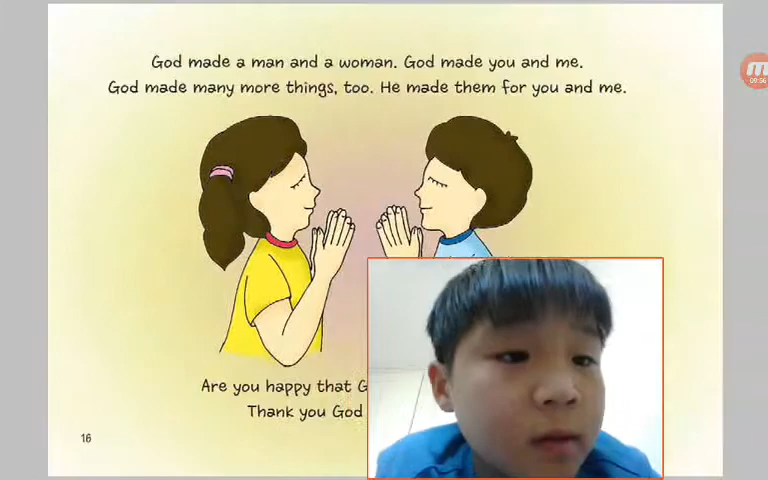 God made a man and a woman. God made you and me.
God made many more things, too. He made them for you and me.
Are you happy that G
Thank you God
16